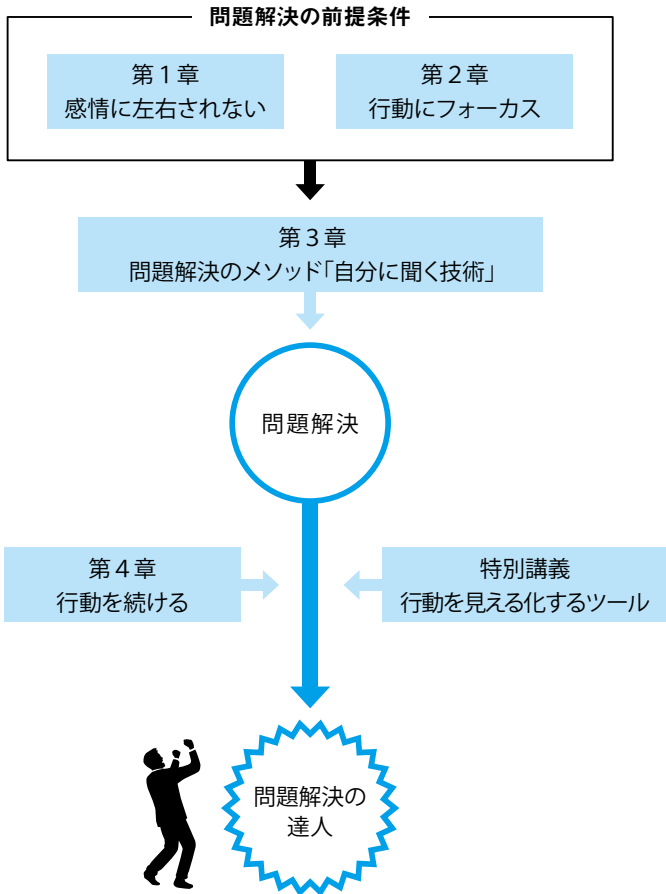 問題解決の前提条件
第1章
感情に左右されない
第2章
行動にフォーカス
第3章
問題解決のメソッド「自分に聞く技術」
問題解決
第4章
行動を続ける
特別講義
行動を見える化するツール
問題解決の
達人